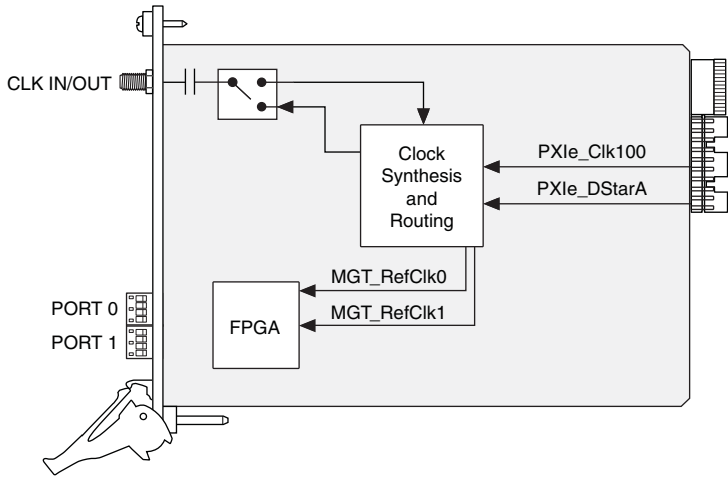 CLK IN/OUT
Clock
Synthesis
and
Routing
PXIe_Clk100
PXIe_DStarA
MGT_RefClk0
MGT_RefClk1
FPGA
PORT 0
PORT 1